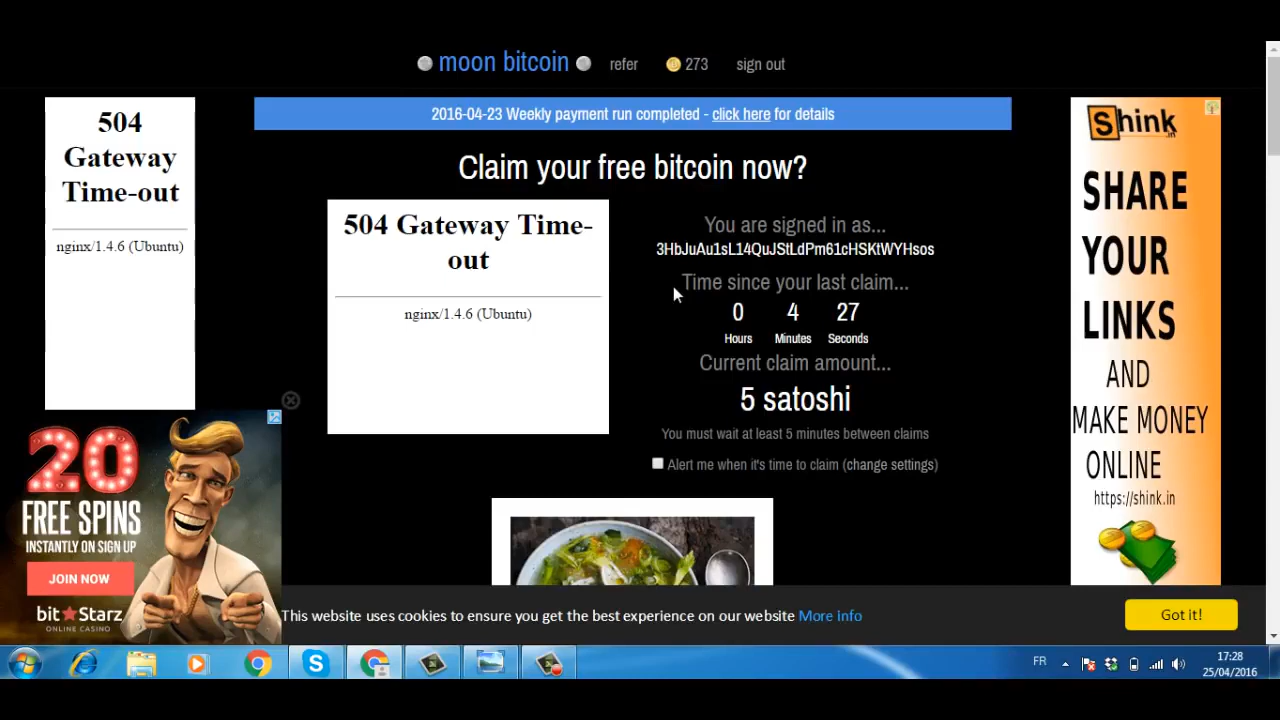 moon bitcoin
refer
273
sign out
504
Gateway
Time-out
nginx/1.4.6 (Ubuntu)
2016-04-23 Weekly payment run completed - click here for details
Claim your free bitcoin now?
504 Gateway Time-
out
nginx/1.4.6 (Ubuntu)
You are signed in as...
3HbJuAu1sL14QuJStLdPm61cHSKtWYHsos
Time since your last claim...
0 4 27
Hours Minutes Seconds
Current claim amount...
5 satoshi
You must wait at least 5 minutes between claims
Alert me when it's time to claim (change settings)
Shink
.in
SHARE
YOUR
LINKS
AND
MAKE MONEY
ONLINE
https://shink.in
20
FREE SPINS
INSTANTLY ON SIGN UP
JOIN NOW
bitStarz
ONLINE CASINO
This website uses cookies to ensure you get the best experience on our website More info
Got it!
FR
17:28
25/04/2016